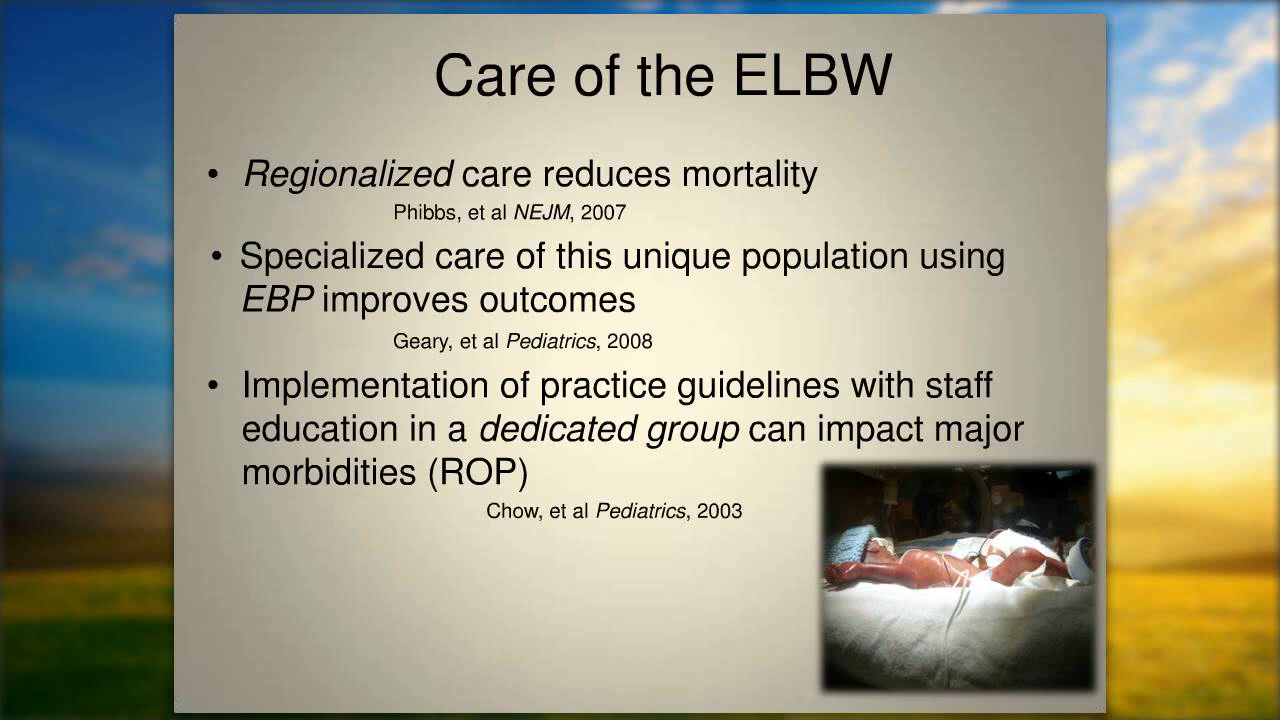 Care of the ELBW
• Regionalized care reduces mortality
Phibbs, et al NEJM, 2007
• Specialized care of this unique population using
EBP improves outcomes
Geary, et al Pediatrics, 2008
• Implementation of practice guidelines with staff
education in a dedicated group can impact major
morbidities (ROP)
Chow, et al Pediatrics, 2003